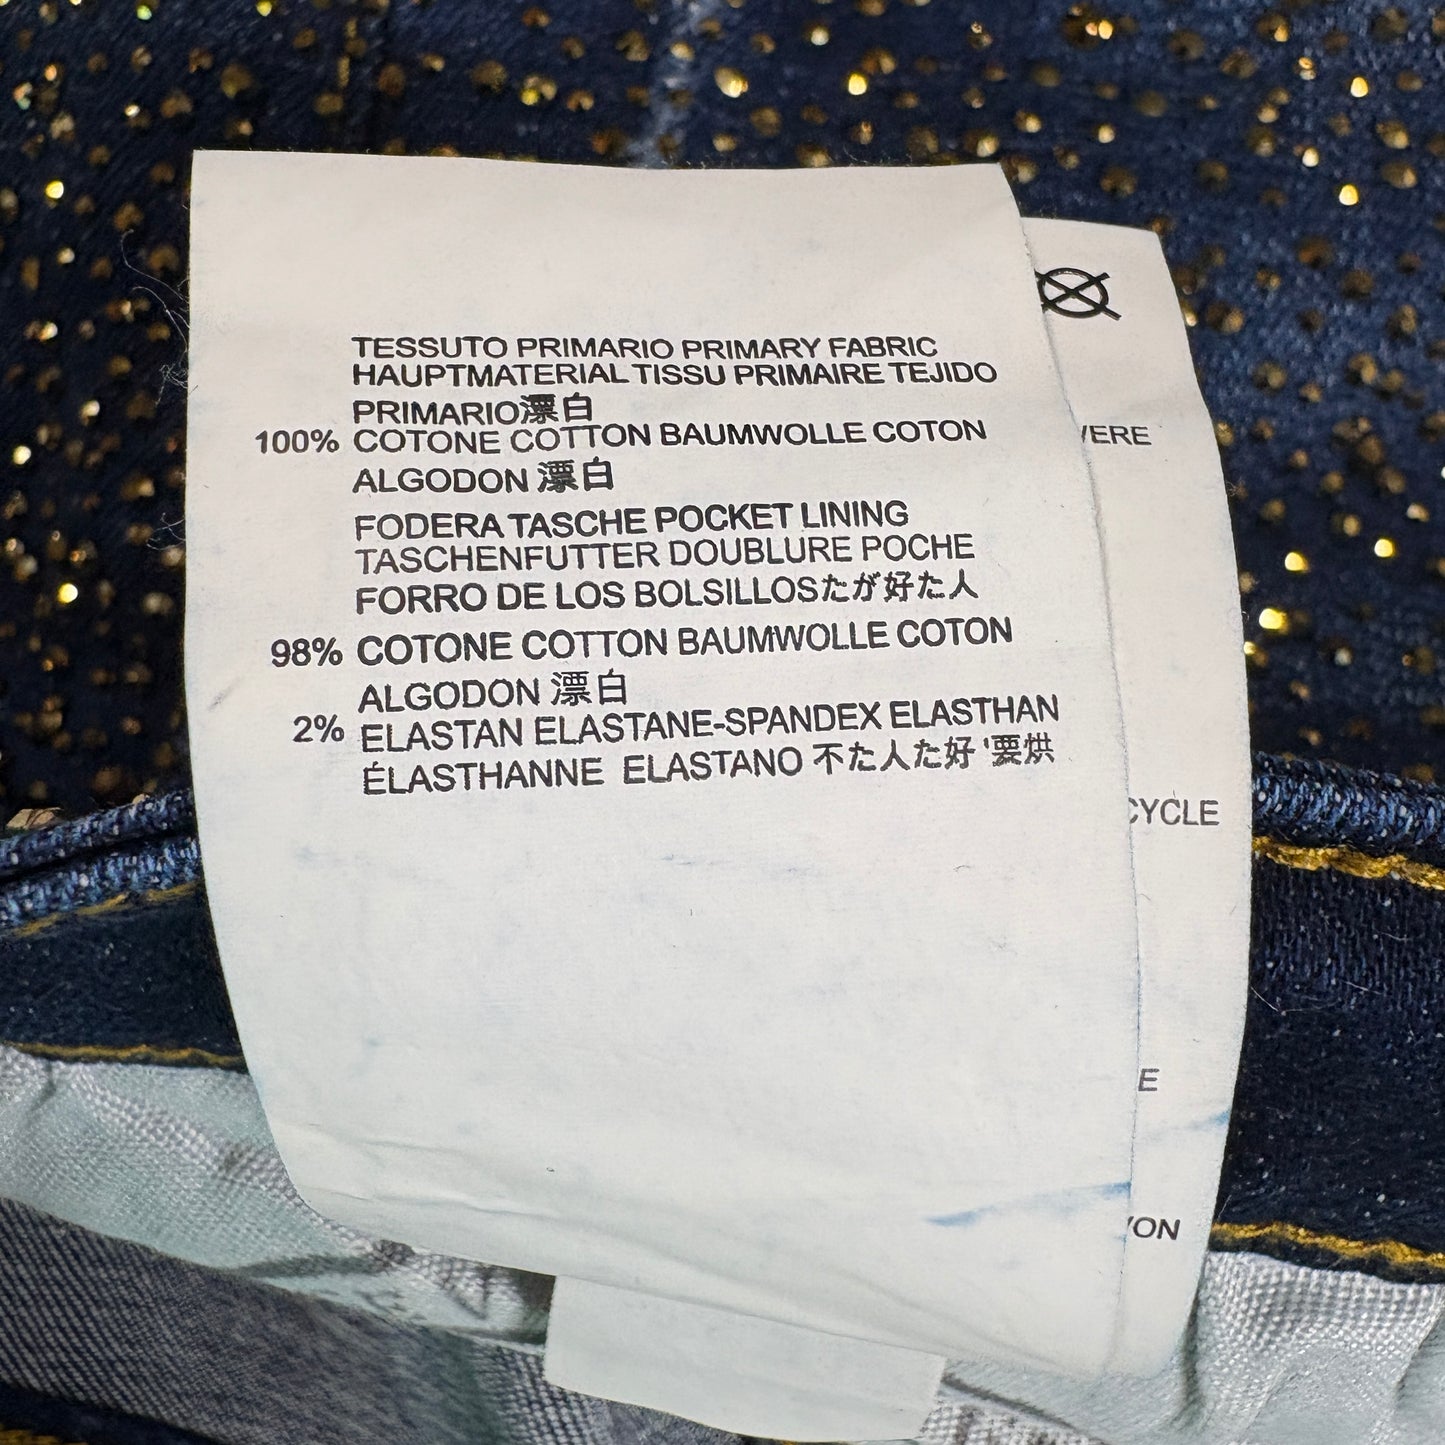 TESSUTO PRIMARIO PRIMARY FABRIC
HAUPTMATERIAL TISSU PRIMAIRE TEJIDO
PRIMARIO漂白
100% COTONE COTTON BAUMWOLLE COTON
ALGODON 漂白
FODERA TASCHE POCKET LINING
TASCHENFUTTER DOUBLURE POCHE
FORRO DE LOS BOLSILLOSたが好た人
98% COTONE COTTON BAUMWOLLE COTON
ALGODON 漂白
2% ELASTAN ELASTANE-SPANDEX ELASTHAN
ÉLASTHANNE ELASTANO 不た人た好 '要烘
VERE
CYCLE
E
YON